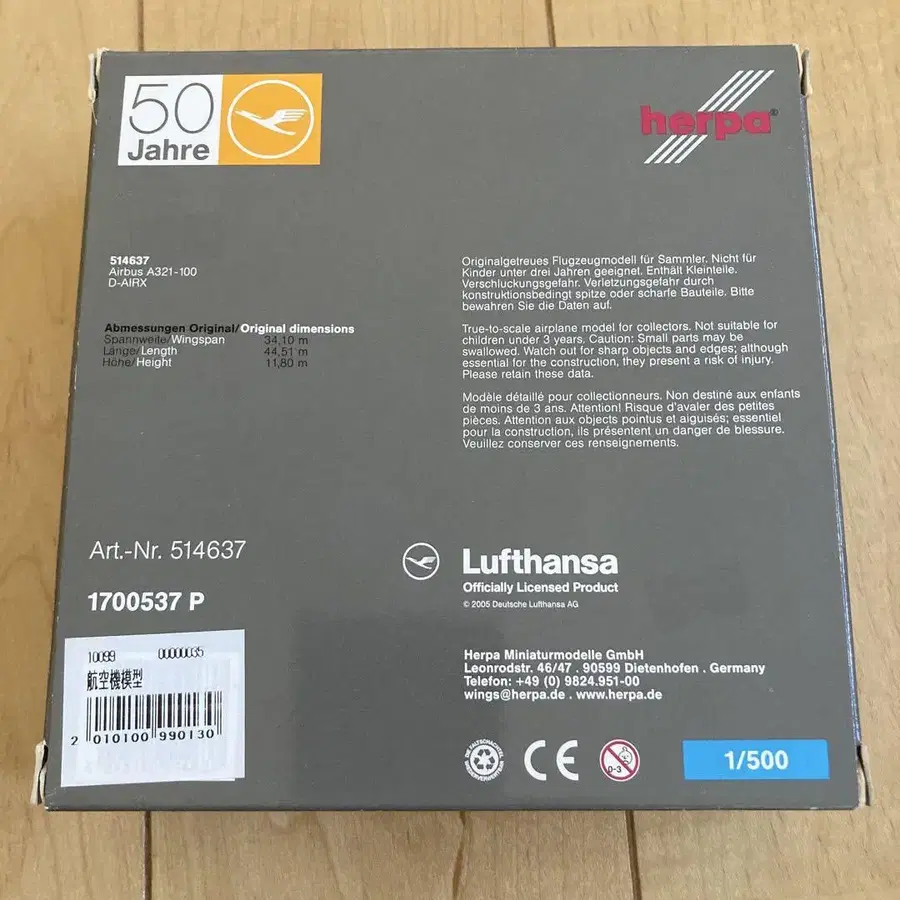 50
Jahre
herpa®
514637
Airbus A321-100
D-AIRX
Abmessungen Original/Original dimensions
Spannweite/Wingspan 34,10 m
Länge/Length 44,51 m
Höhe/Height 11,80 m
Originalgetreues Flugzeugmodell für Sammler. Nicht für
Kinder unter drei Jahren geeignet. Enthält Kleinteile.
Verschluckungsgefahr. Verletzungsgefahr durch
konstruktionsbedingt spitze oder scharfe Bauteile. Bitte
bewahren Sie die Daten auf.
True-to-scale airplane model for collectors. Not suitable for
children under 3 years. Caution: Small parts may be
swallowed. Watch out for sharp objects and edges; although
essential for the construction, they present a risk of injury.
Please retain these data.
Modèle détaillé pour collectionneurs. Non destiné aux enfants
de moins de 3 ans. Attention! Risque d'avaler des petites
pièces. Attention aux objects pointus et aiguisés; essentiel
pour la construction, ils présentent un danger de blessure.
Veuillez conserver ces renseignements.
Art.-Nr. 514637
1700537 P
Lufthansa
Officially Licensed Product
© 2005 Deutsche Lufthansa AG
10099 00000035
航空機模型
2 010100 990130
Herpa Miniaturmodelle GmbH
Leonrodstr. 46/47 . 90599 Dietenhofen . Germany
Telefon: +49 (0) 9824.951-00
wings@herpa.de . www.herpa.de
DIE FALTSCHACHTEL
WIEDERVERWERTEN
CE
0-3
1/500